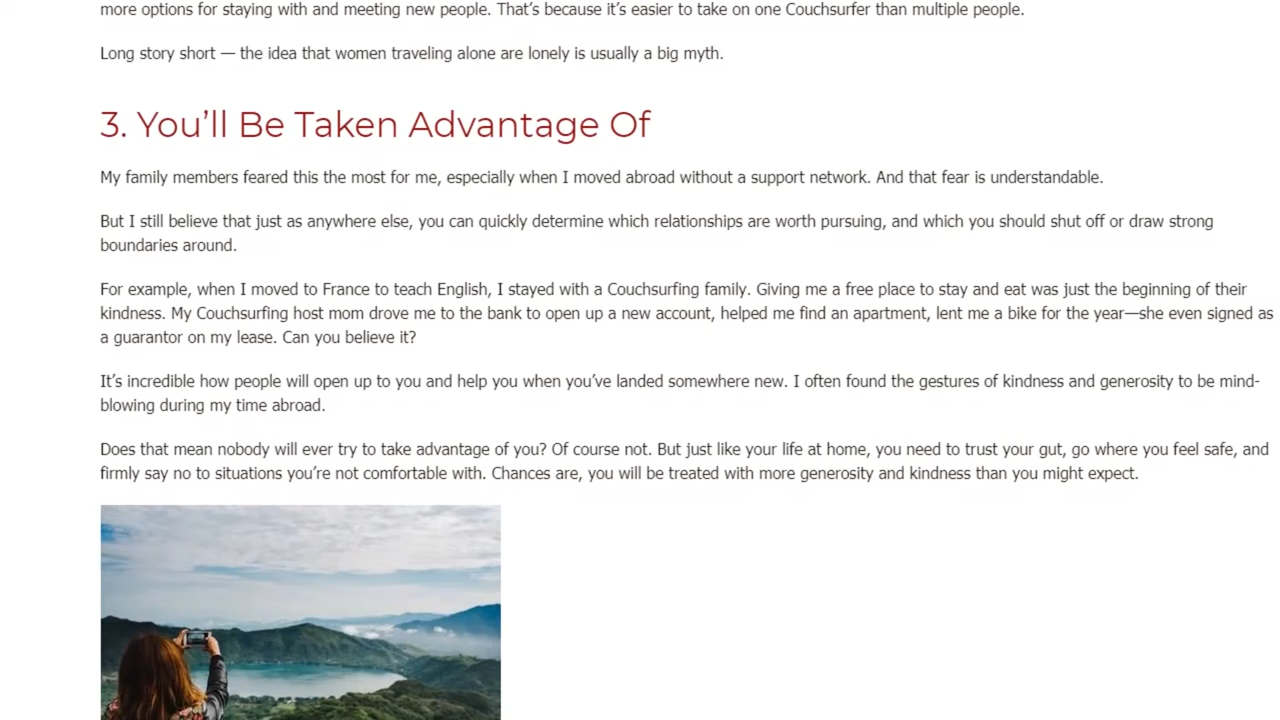 more options for staying with and meeting new people. That’s because it’s easier to take on one Couchsurfer than multiple people.
Long story short — the idea that women traveling alone are lonely is usually a big myth.
3. You’ll Be Taken Advantage Of
My family members feared this the most for me, especially when I moved abroad without a support network. And that fear is understandable.
But I still believe that just as anywhere else, you can quickly determine which relationships are worth pursuing, and which you should shut off or draw strong
boundaries around.
For example, when I moved to France to teach English, I stayed with a Couchsurfing family. Giving me a free place to stay and eat was just the beginning of their
kindness. My Couchsurfing host mom drove me to the bank to open up a new account, helped me find an apartment, lent me a bike for the year—she even signed as
a guarantor on my lease. Can you believe it?
It’s incredible how people will open up to you and help you when you’ve landed somewhere new. I often found the gestures of kindness and generosity to be mind-
blowing during my time abroad.
Does that mean nobody will ever try to take advantage of you? Of course not. But just like your life at home, you need to trust your gut, go where you feel safe, and
firmly say no to situations you’re not comfortable with. Chances are, you will be treated with more generosity and kindness than you might expect.